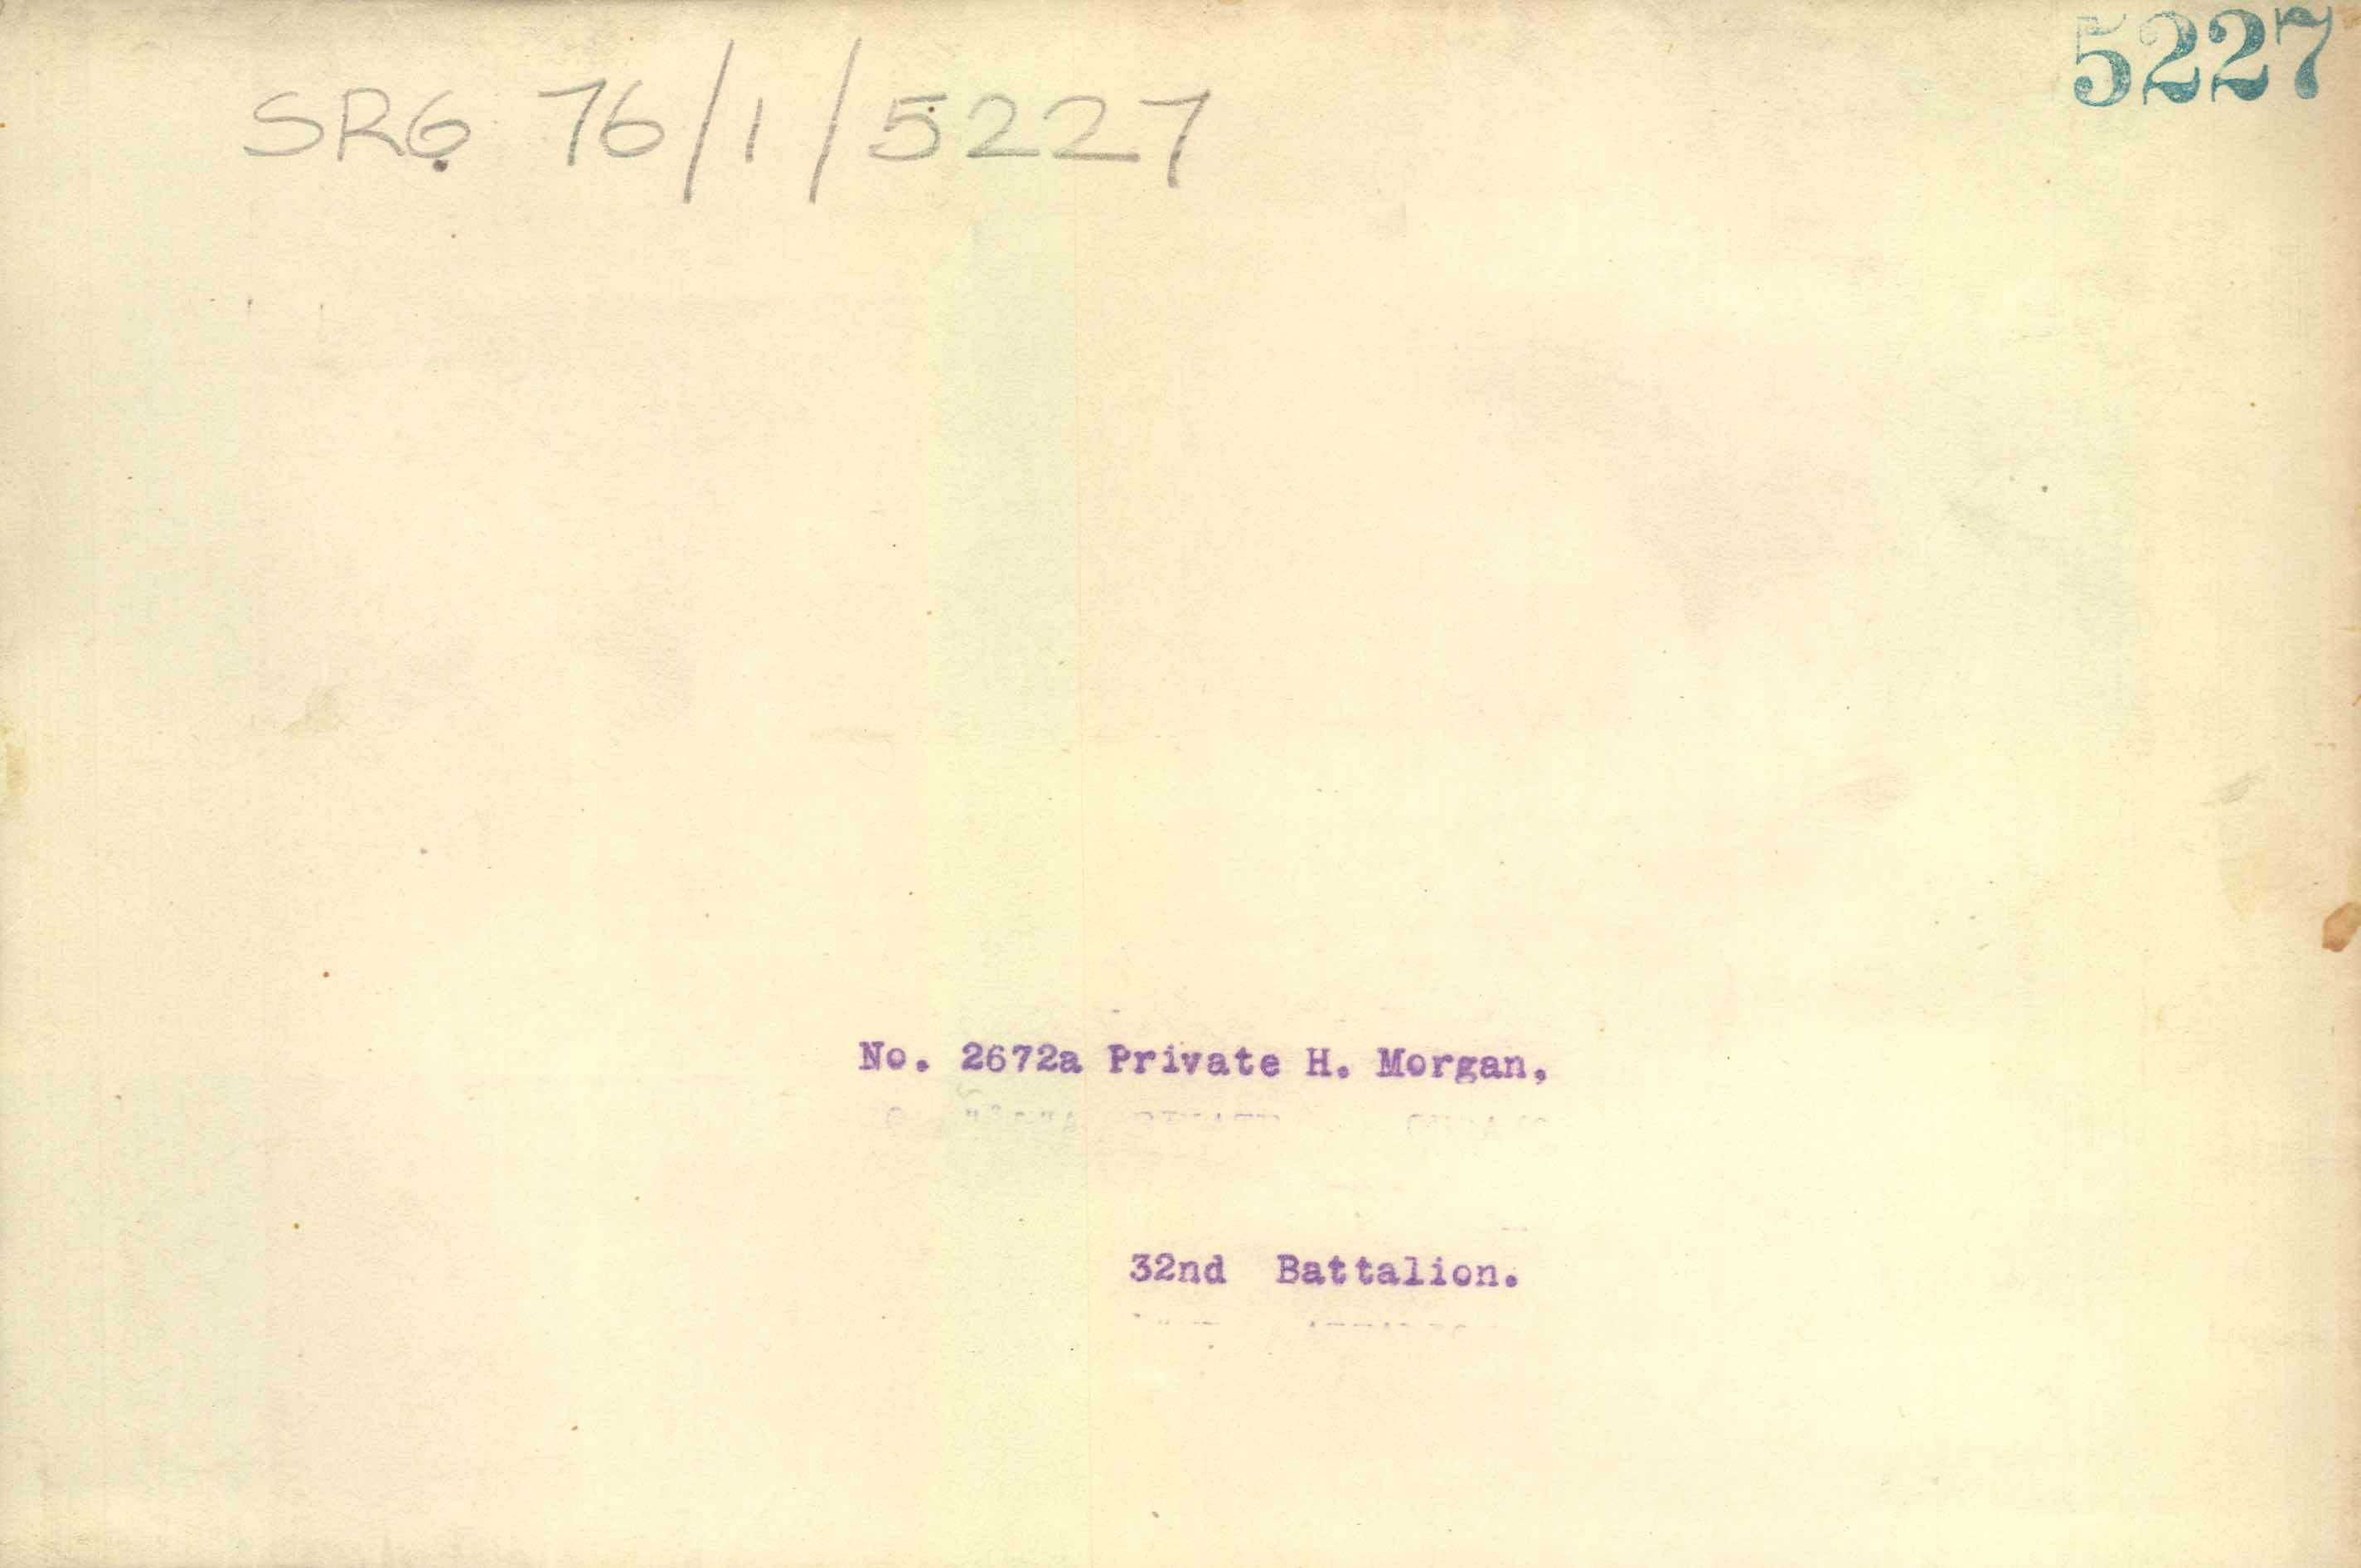 5227
SRG 76/1/5227
No. 2672a Private H. Morgan,
32nd Battalion.